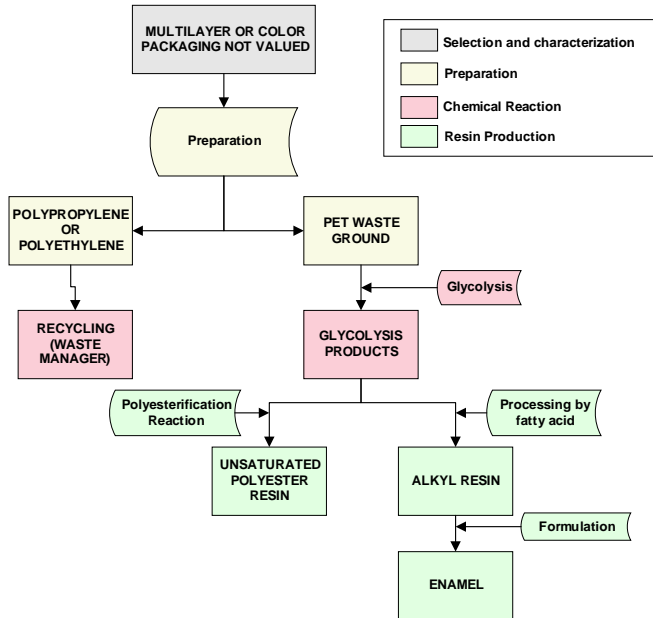 MULTILAYER OR COLOR
PACKAGING NOT VALUED
Selection and characterization
Preparation
Chemical Reaction
Resin Production
Preparation
POLYPROPYLENE
OR
POLYETHYLENE
PET WASTE
GROUND
Glycolysis
RECYCLING
(WASTE
MANAGER)
GLYCOLYSIS
PRODUCTS
Polyesterification
Reaction
Processing by
fatty acid
UNSATURATED
POLYESTER
RESIN
ALKYL RESIN
Formulation
ENAMEL